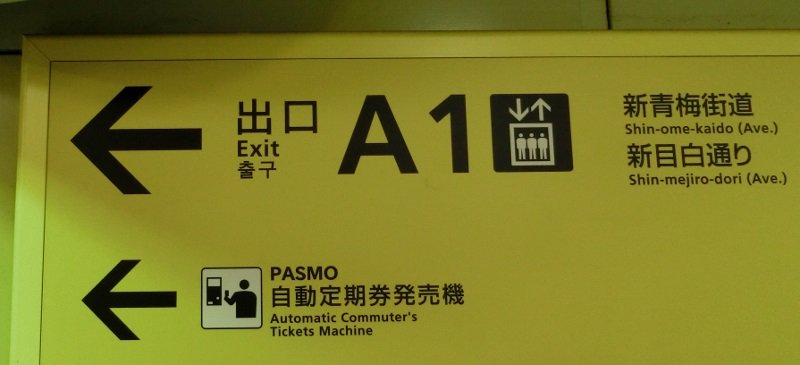 出口
Exit
출구
A1
新青梅街道
Shin-ome-kaido (Ave.)
新目白通り
Shin-mejiro-dori (Ave.)
PASMO
自動定期券発売機
Automatic Commuter's
Tickets Machine